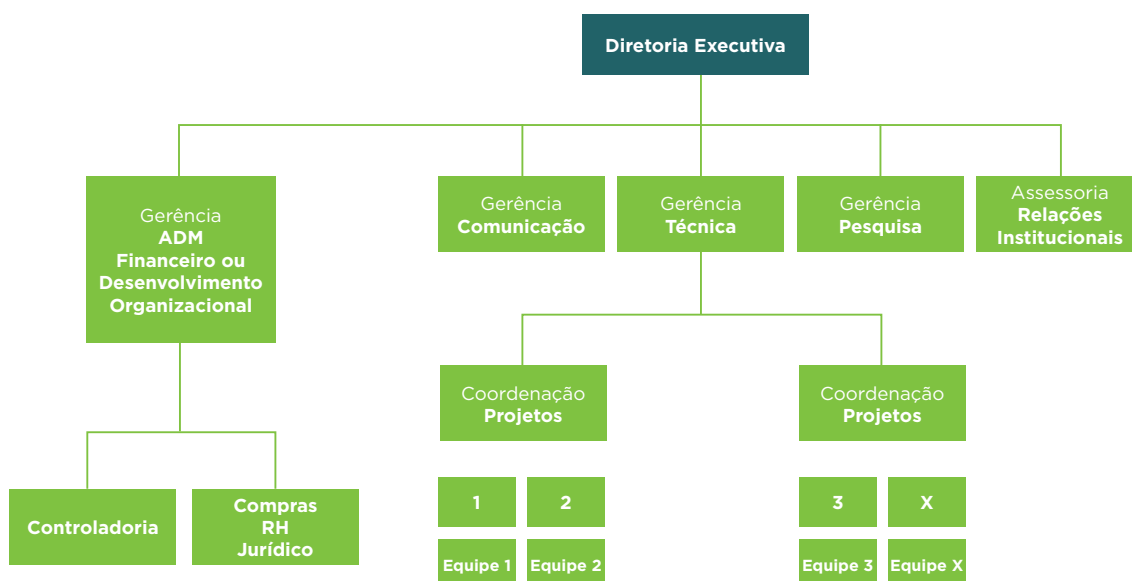 Diretoria Executiva
Gerência
ADM
Financeiro ou
Desenvolvimento
Organizacional
Gerência
Comunicação
Gerência
Técnica
Gerência
Pesquisa
Assessoria
Relações
Institucionais
Coordenação
Projetos
Coordenação
Projetos
Controladoria
Compras
RH
Jurídico
1
2
3
X
Equipe 1
Equipe 2
Equipe 3
Equipe X